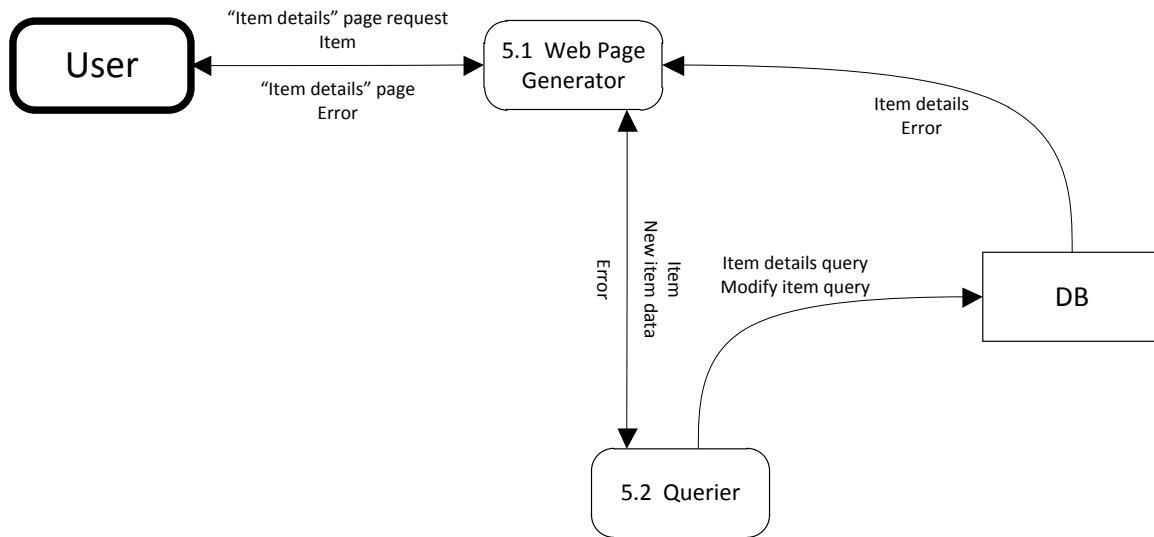 “Item details” page request
Item
User
“Item details” page
Error
5.1 Web Page
Generator
Item details
Error
Item
New item data
Error
Item details query
Modify item query
DB
5.2 Querier